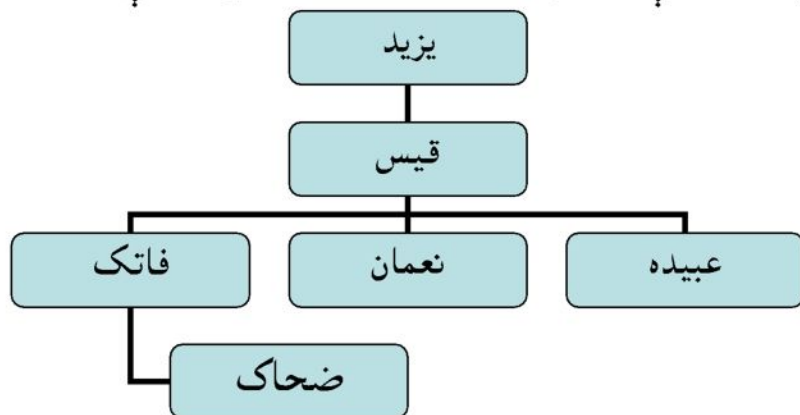 یزید
قیس
عبیده
نعمان
فاتک
ضحاک